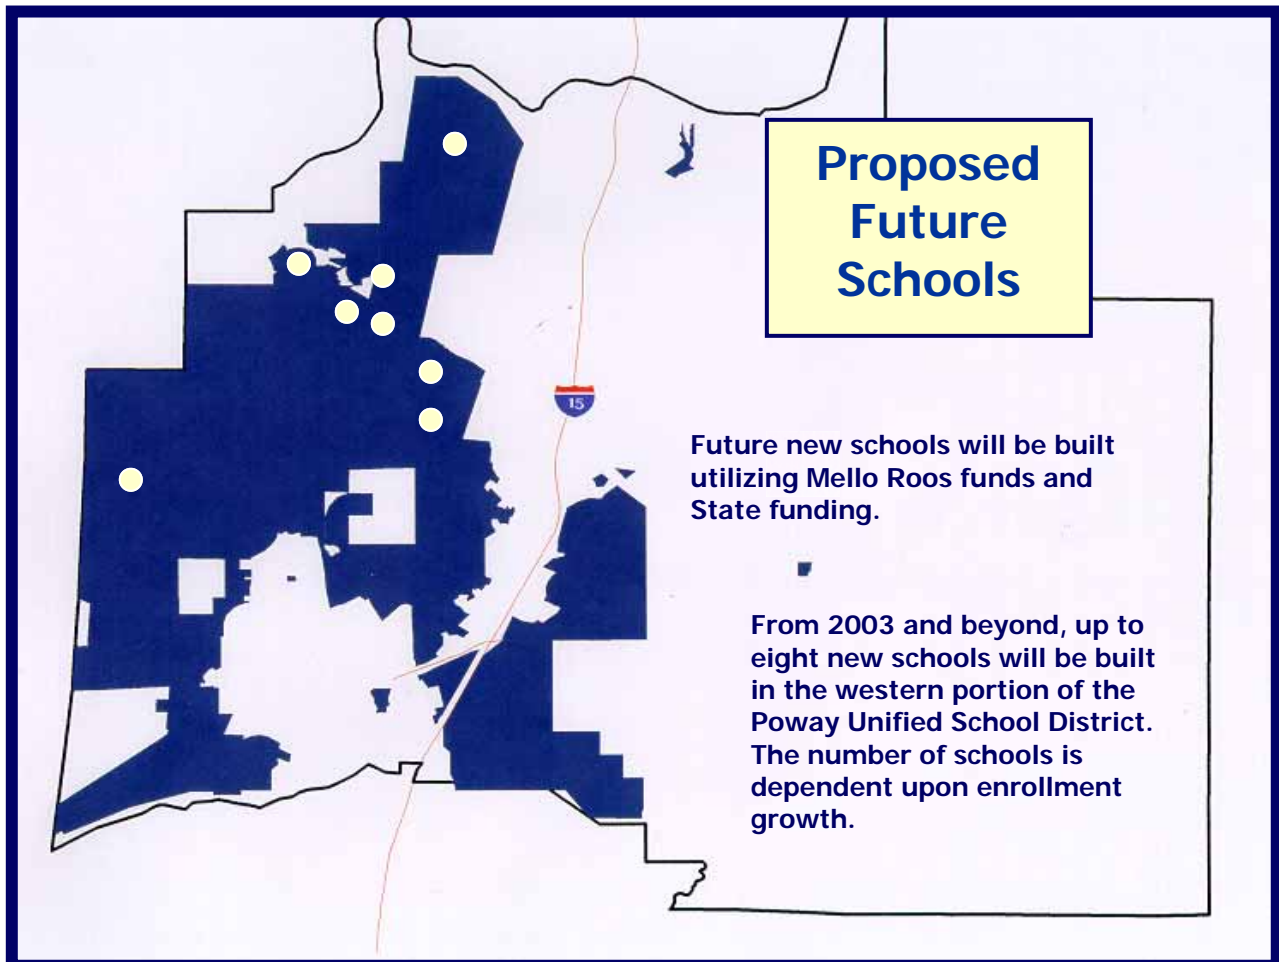 Proposed
Future
Schools
15
Future new schools will be built
utilizing Mello Roos funds and
State funding.
From 2003 and beyond, up to
eight new schools will be built
in the western portion of the
Poway Unified School District.
The number of schools is
dependent upon enrollment
growth.